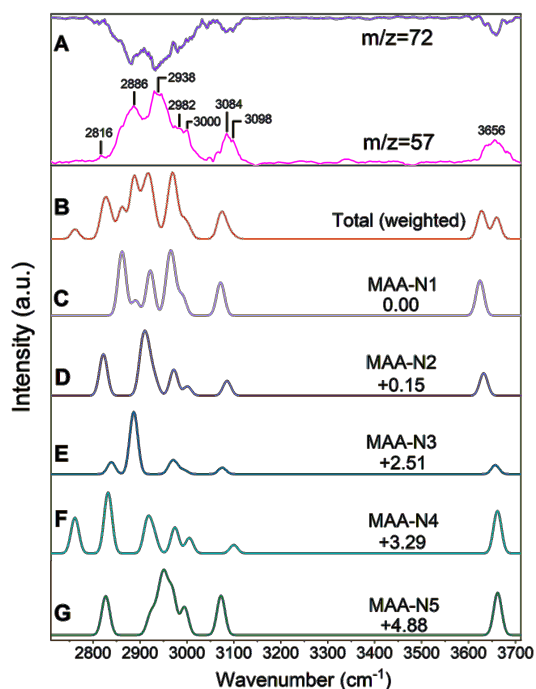 A
m/z=72
2938
2886
2982
3084
2816
3000
3098
3656
m/z=57
B
Total (weighted)
C
MAA-N1
0.00
D
MAA-N2
+0.15
E
MAA-N3
+2.51
F
MAA-N4
+3.29
G
MAA-N5
+4.88
Intensity (a.u.)
2800 2900 3000 3100 3200 3300 3400 3500 3600 3700
Wavenumber (cm⁻¹)